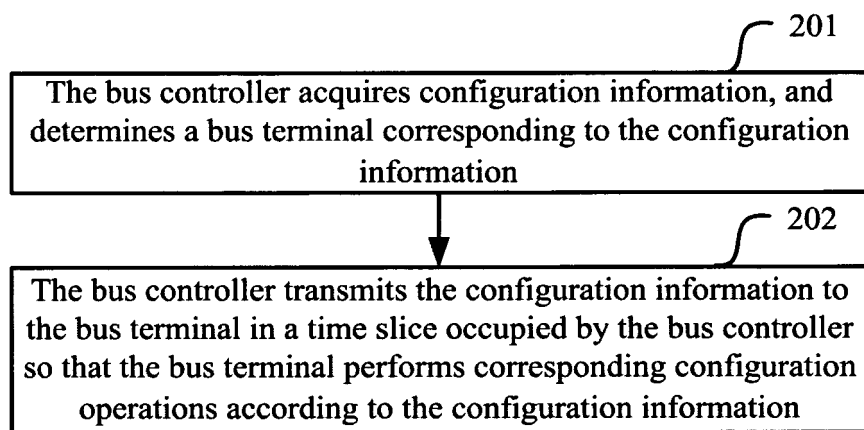 201
The bus controller acquires configuration information, and
determines a bus terminal corresponding to the configuration
information
202
The bus controller transmits the configuration information to
the bus terminal in a time slice occupied by the bus controller
so that the bus terminal performs corresponding configuration
operations according to the configuration information